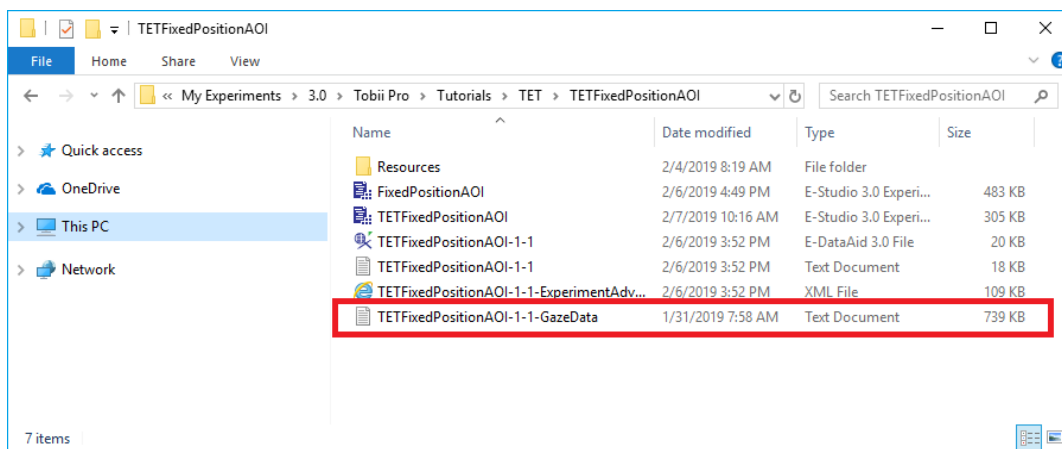 TETFixedPositionAOI
File Home Share View
« My Experiments > 3.0 > Tobii Pro > Tutorials > TET > TETFixedPositionAOI Search TETFixedPositionAOI
Name Date modified Type Size
Quick access
OneDrive
This PC
Network
Resources 2/4/2019 8:19 AM File folder
FixedPositionAOI 2/6/2019 4:49 PM E-Studio 3.0 Experi... 483 KB
TETFixedPositionAOI 2/7/2019 10:16 AM E-Studio 3.0 Experi... 305 KB
TETFixedPositionAOI-1-1 2/6/2019 3:52 PM E-DataAid 3.0 File 20 KB
TETFixedPositionAOI-1-1 2/6/2019 3:52 PM Text Document 18 KB
TETFixedPositionAOI-1-1-ExperimentAdv... 2/6/2019 3:52 PM XML File 109 KB
TETFixedPositionAOI-1-1-GazeData 1/31/2019 7:58 AM Text Document 739 KB
7 items